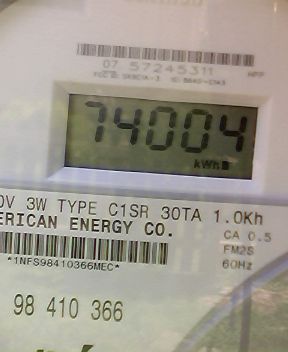 07 57245311 APP
74004
kWh
0V 3W TYPE C1SR 30TA 1.0Kh
ERICAN ENERGY CO.
CA 0.5
*1NFS98410366MEC*
FM2S
60Hz
98 410 366